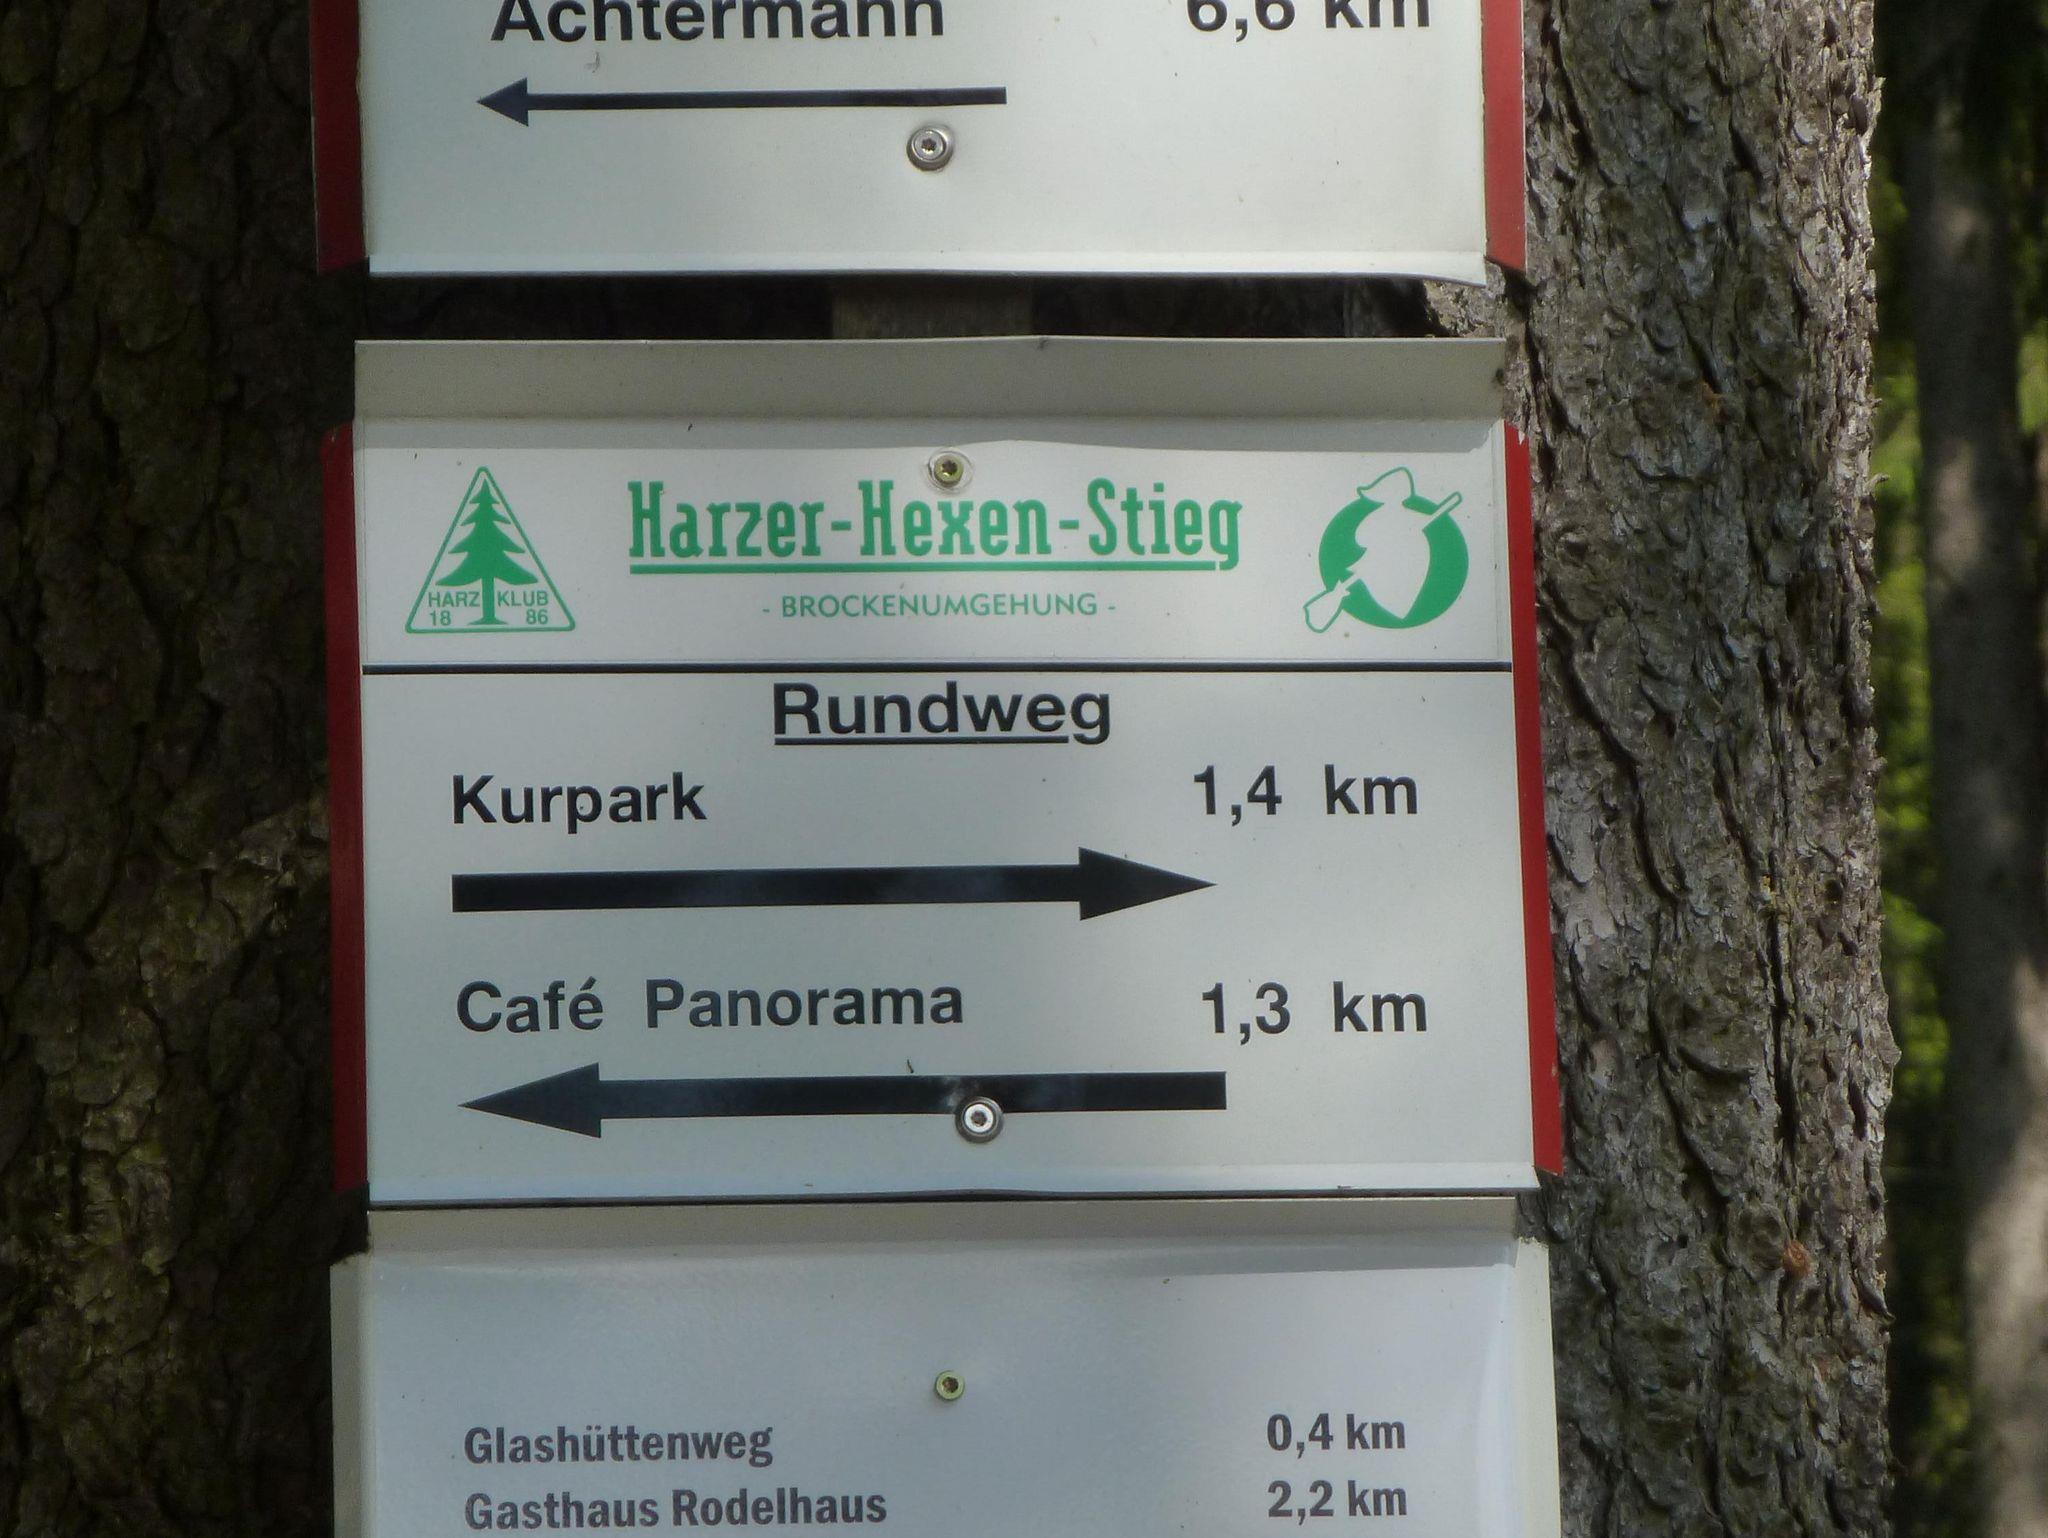 Achtermann 6,6 km
Harzer-Hexen-Stieg
- BROCKENUMGEHUNG -
HARZ KLUB
18 86
Rundweg
Kurpark 1,4 km
Café Panorama 1,3 km
Glashüttenweg 0,4 km
Gasthaus Rodelhaus 2,2 km